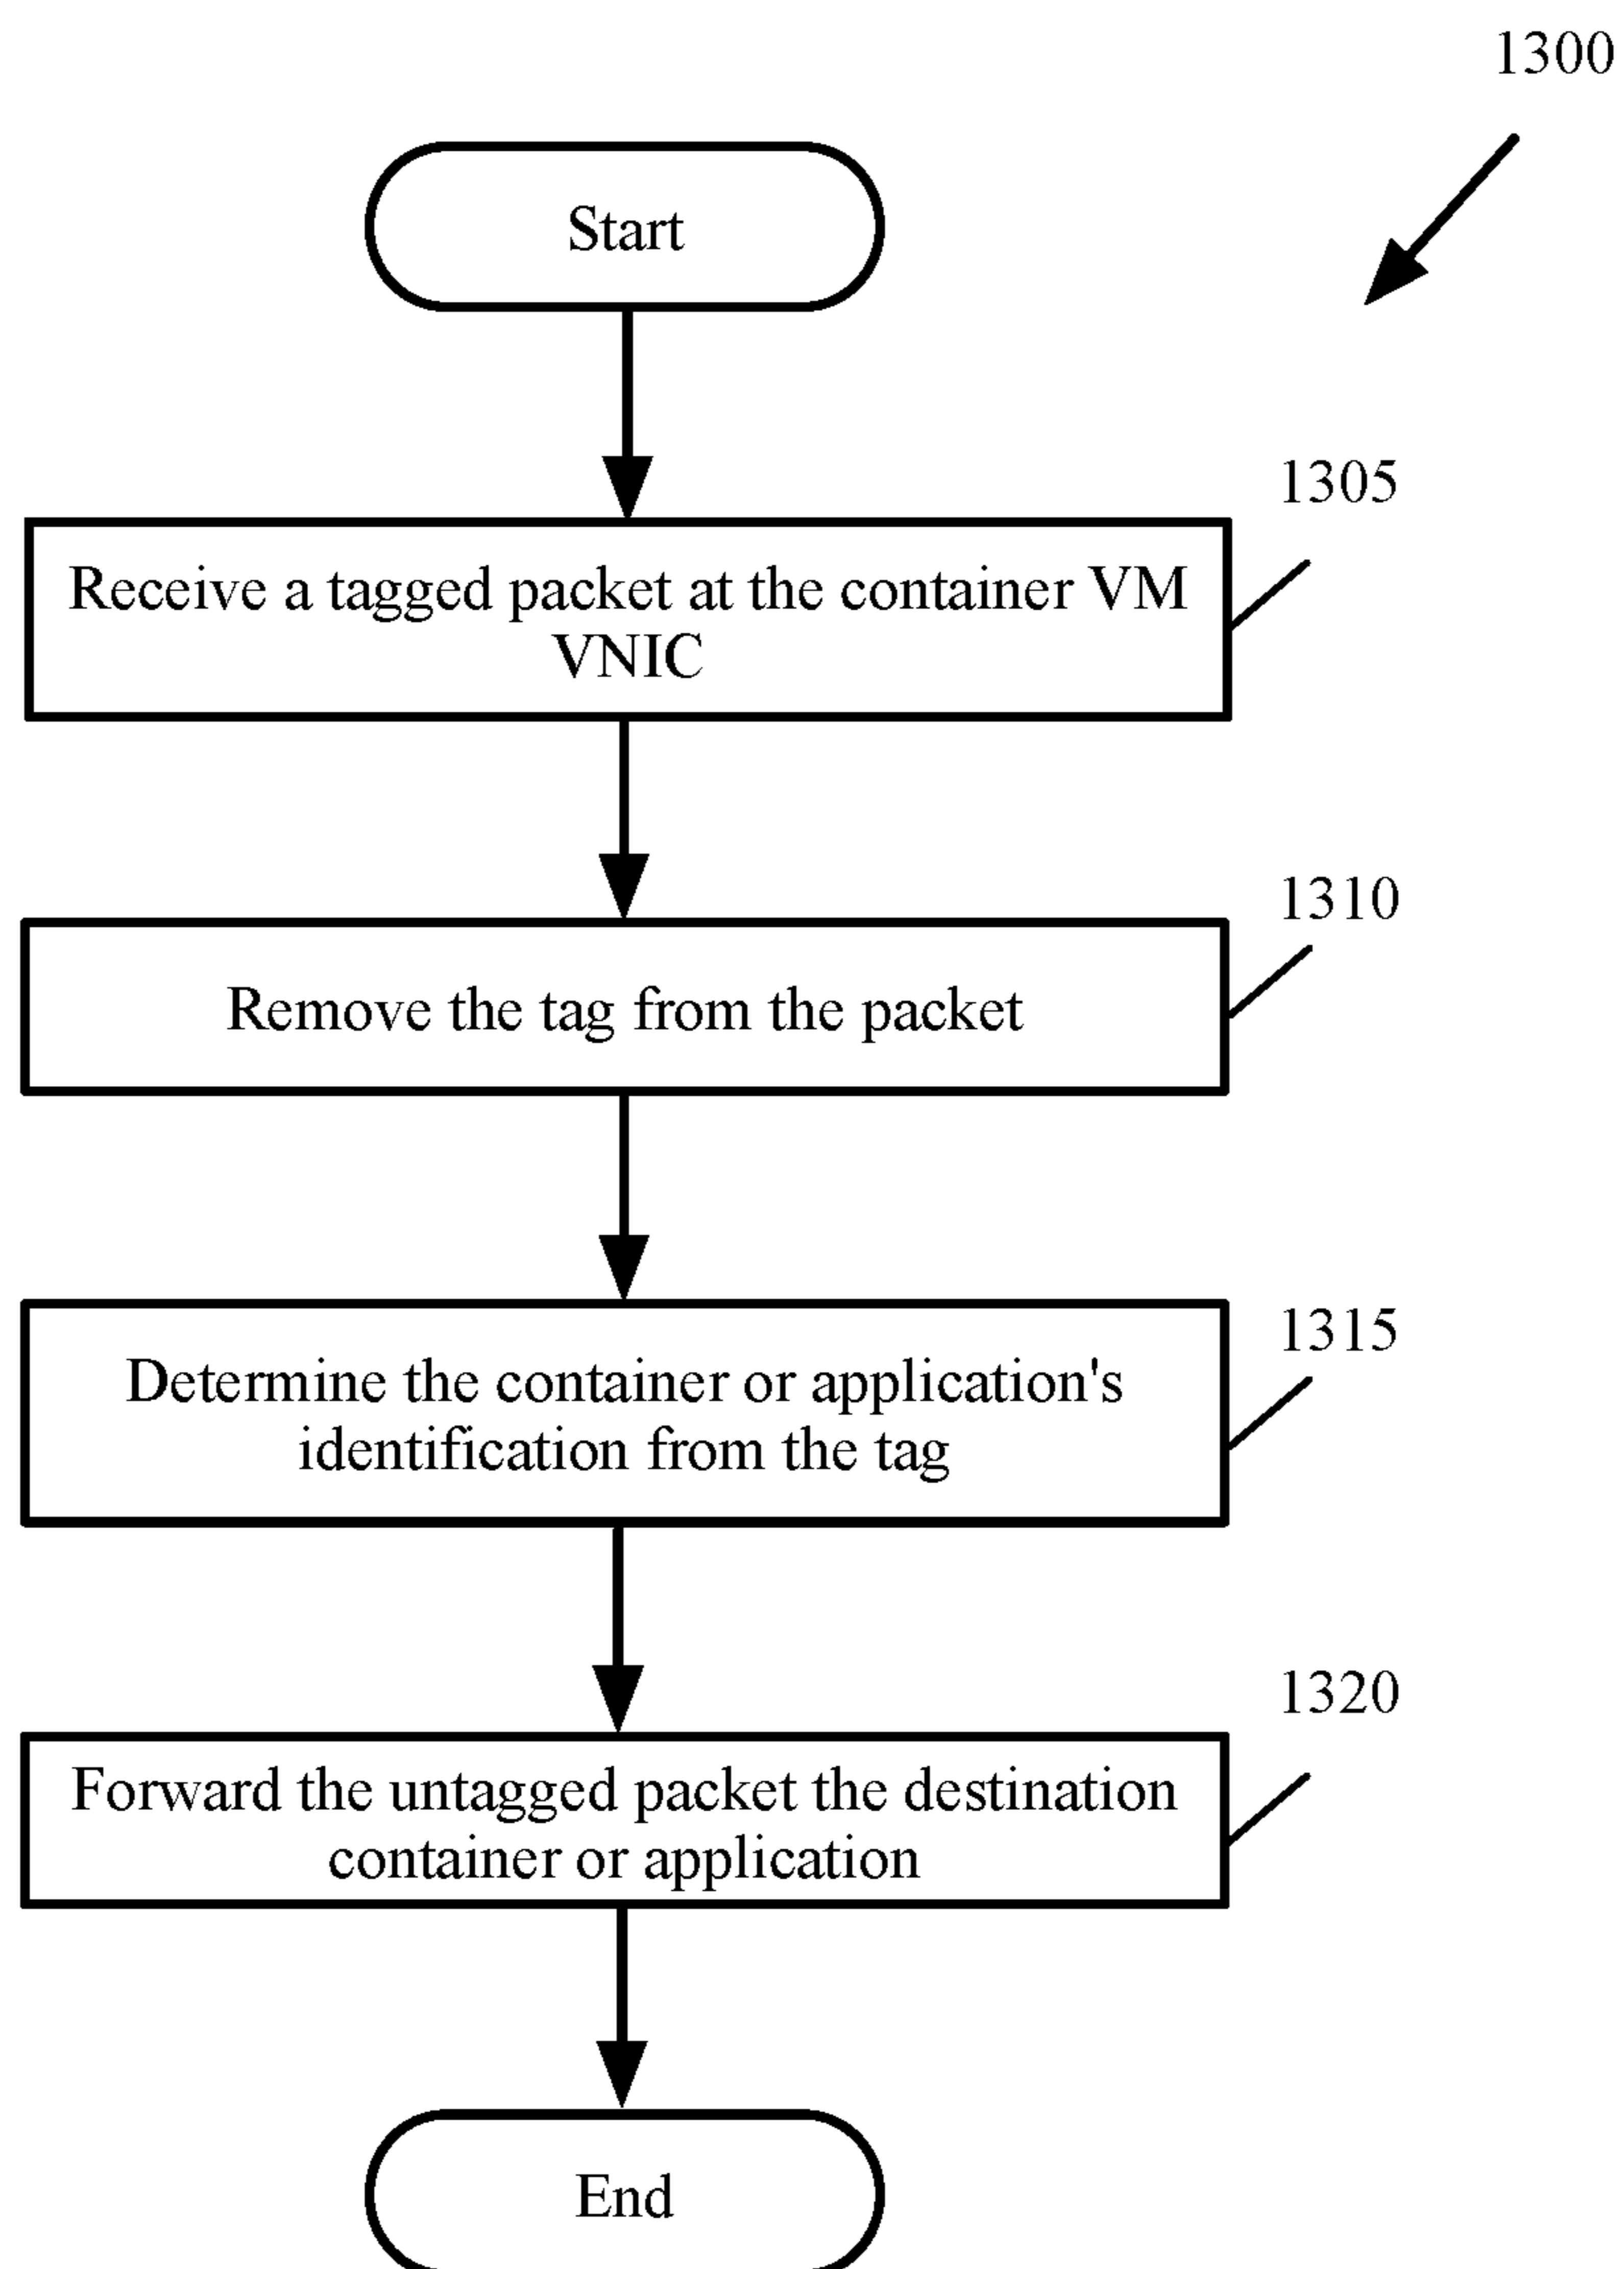 1300
Start
1305
Receive a tagged packet at the container VM
VNIC
1310
Remove the tag from the packet
1315
Determine the container or application's
identification from the tag
1320
Forward the untagged packet the destination
container or application
End